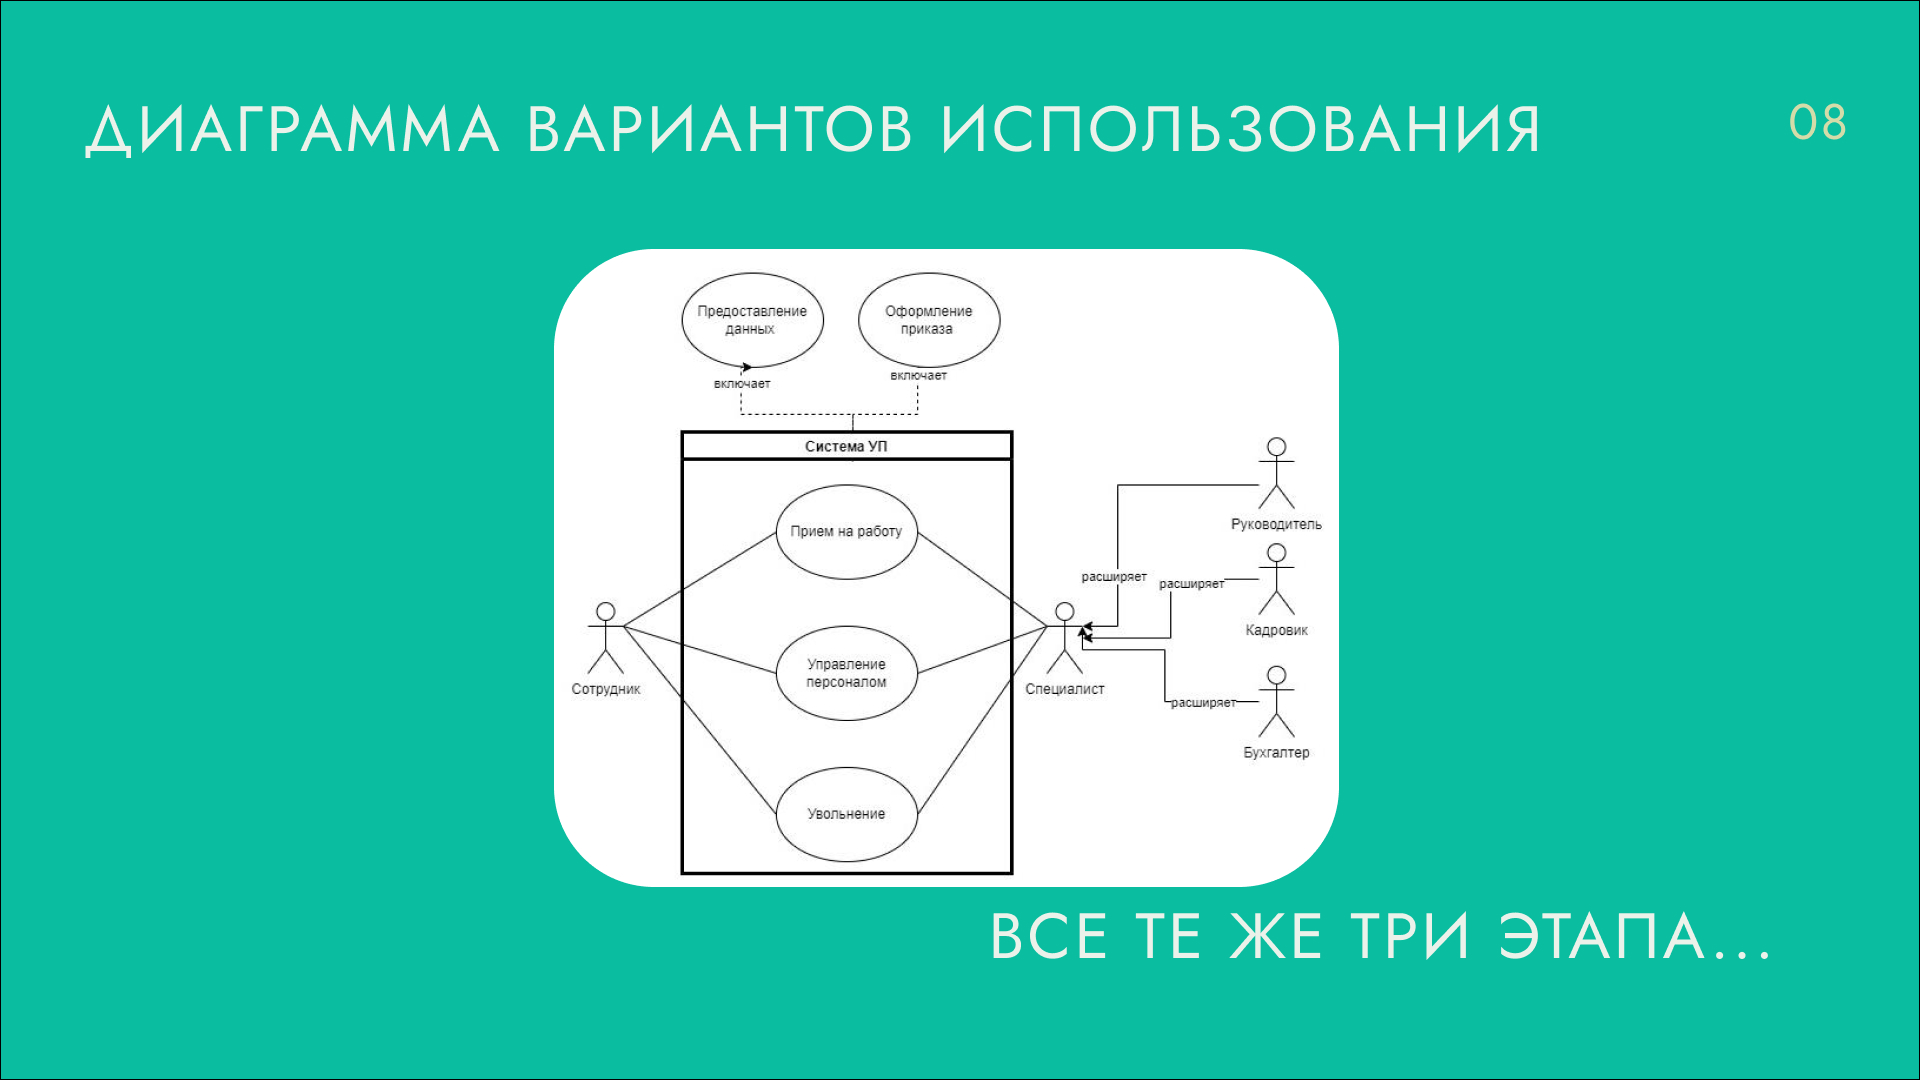 ДИАГРАММА ВАРИАНТОВ ИСПОЛЬЗОВАНИЯ
08
Предоставление
данных
Оформление
приказа
включает
включает
Система УП
Прием на работу
Управление
персоналом
Увольнение
Сотрудник
Специалист
расширяет
расширяет
расширяет
Руководитель
Кадровик
Бухгалтер
ВСЕ ТЕ ЖЕ ТРИ ЭТАПА...